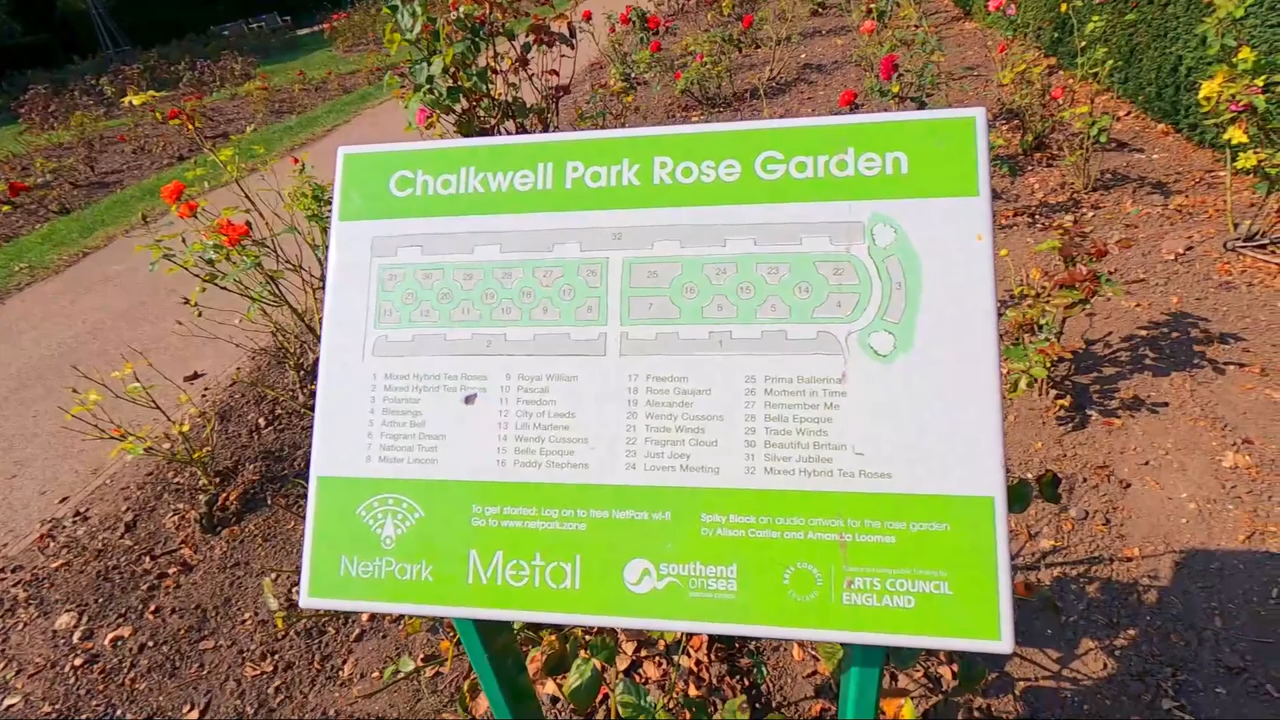 Chalkwell Park Rose Garden
32
31 30 29 28 27 26
21 20 19 18 17
13 12 11 10 9 8
25 24 23 22
16 15 14 3
7 6 5 4
2 1
1 Mixed Hybrid Tea Roses
2 Mixed Hybrid Tea Roses
3 Polarstar
4 Blessings
5 Arthur Bell
6 Fragrant Dream
7 National Trust
8 Mister Lincoln
9 Royal William
10 Pascali
11 Freedom
12 City of Leeds
13 Lilli Marlene
14 Wendy Cussons
15 Belle Epoque
16 Paddy Stephens
17 Freedom
18 Rose Gaujard
19 Alexander
20 Wendy Cussons
21 Trade Winds
22 Fragrant Cloud
23 Just Joey
24 Lovers Meeting
25 Prima Ballerina
26 Moment in Time
27 Remember Me
28 Bella Epoque
29 Trade Winds
30 Beautiful Britain
31 Silver Jubilee
32 Mixed Hybrid Tea Roses
To get started: Log on to free NetPark wi-fi
Go to www.netpark.zone
Spiky Black an audio artwork for the rose garden
by Alison Carlier and Amanda Loomes
NetPark
Metal
southend
onsea
ARTS COUNCIL
ENGLAND